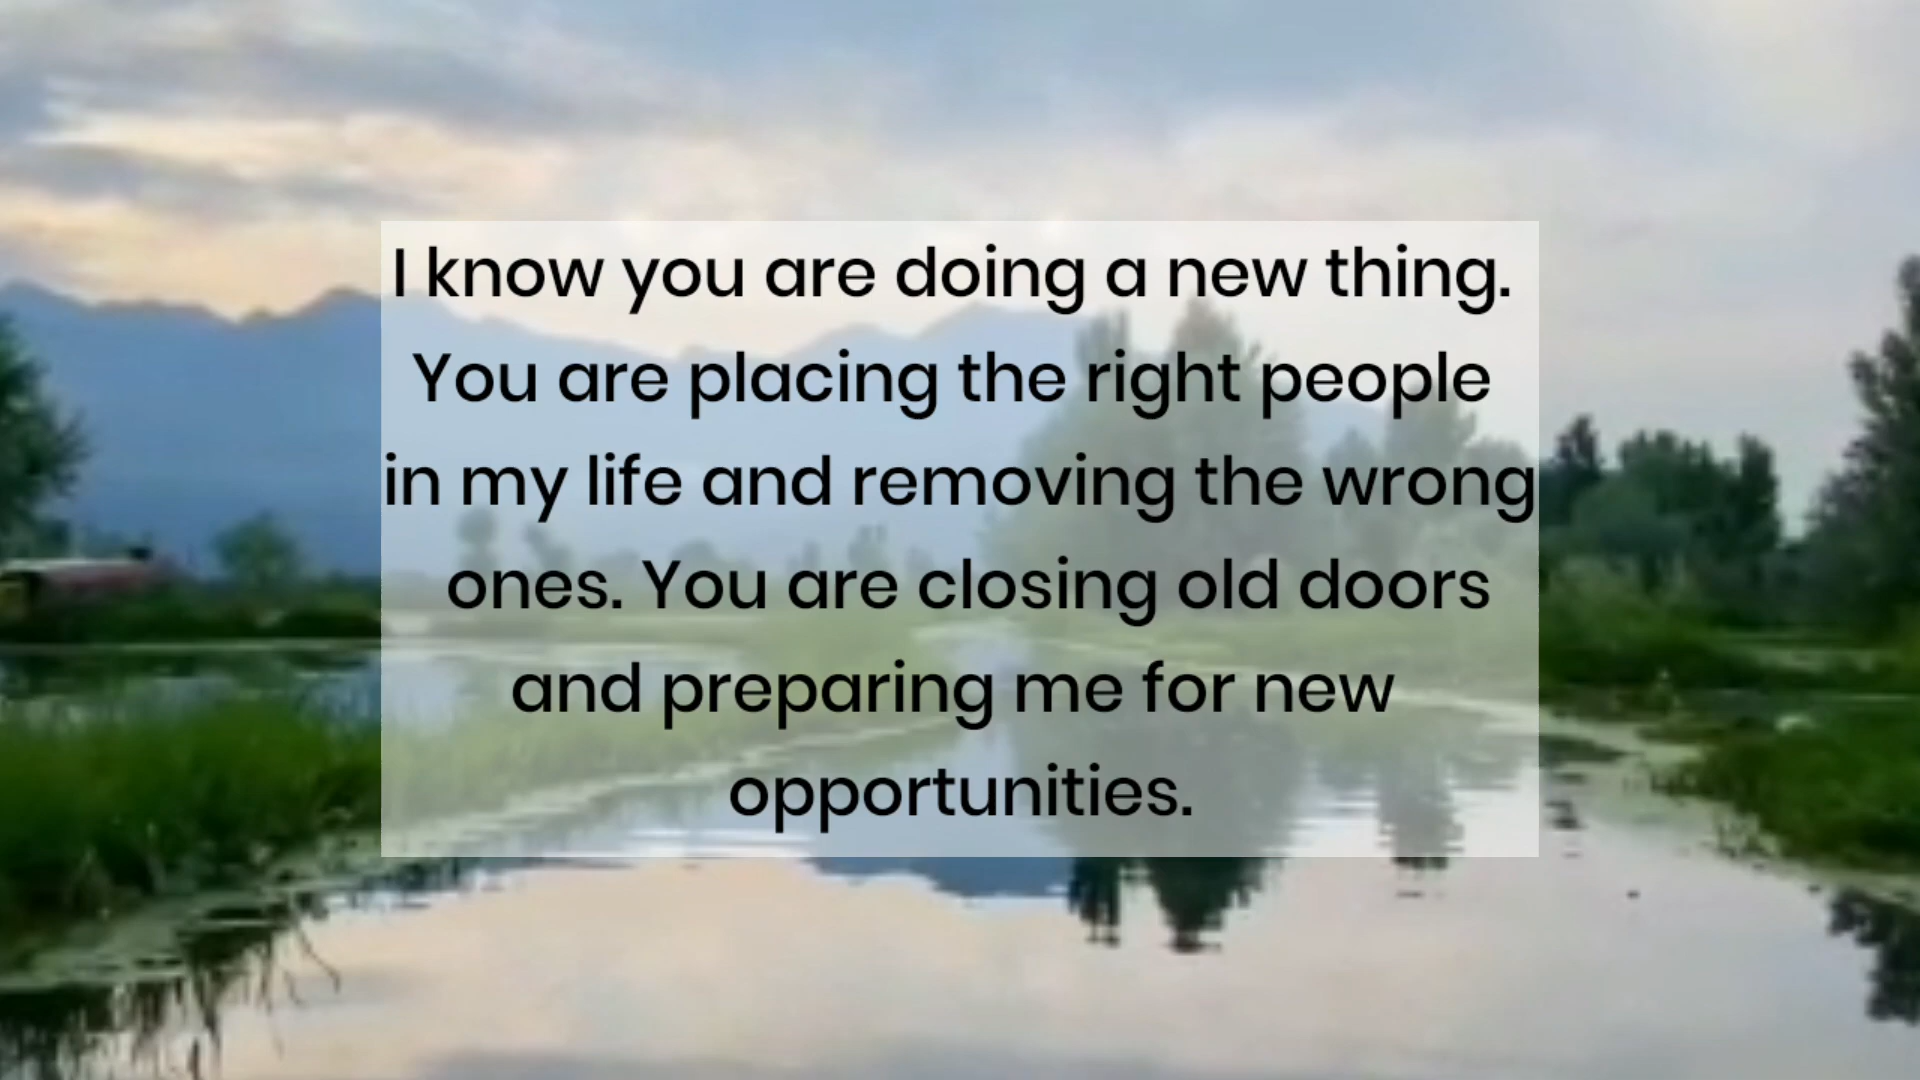 I know you are doing a new thing.
You are placing the right people
in my life and removing the wrong
ones. You are closing old doors
and preparing me for new
opportunities.